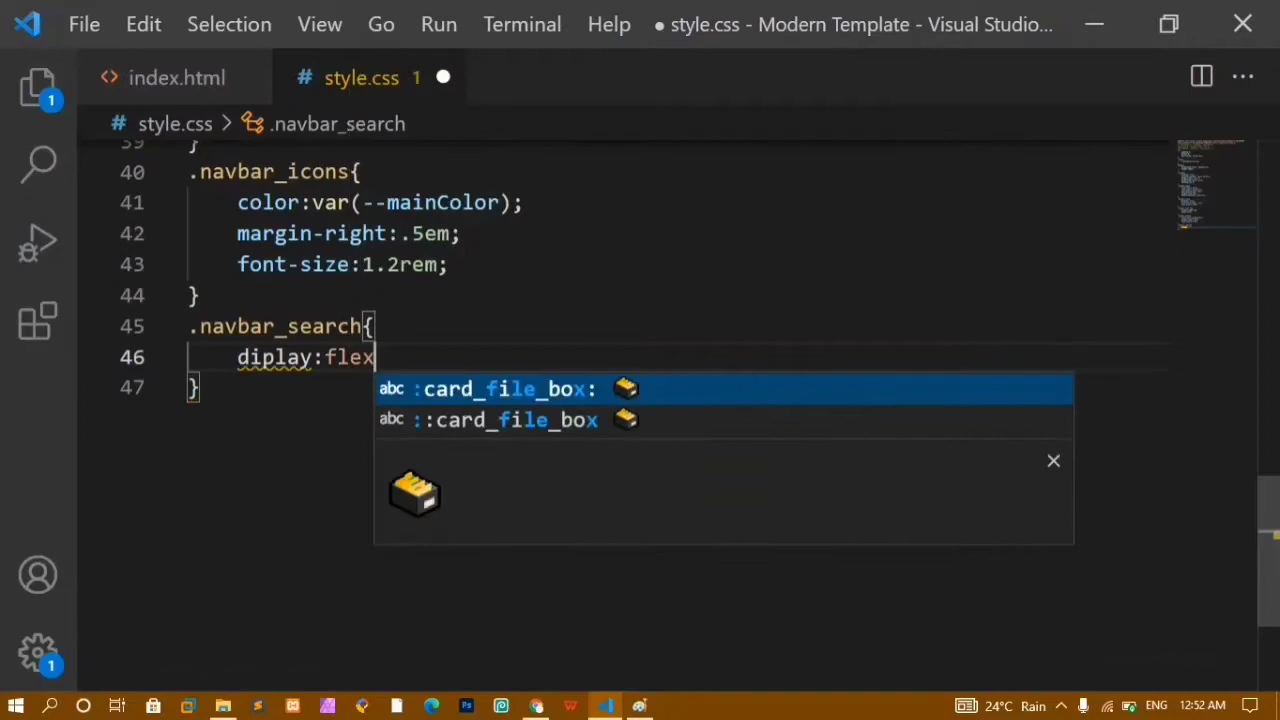 File Edit Selection View Go Run Terminal Help ● style.css - Modern Template - Visual Studio...
1
<> index.html # style.css 1 ●
# style.css > .navbar_search
39 }
40 .navbar_icons{
41 color:var(--mainColor);
42 margin-right:.5em;
43 font-size:1.2rem;
44 }
45 .navbar_search{
46 diplay:flex
47 }
abc :card_file_box:
abc ::card_file_box
1
24°C Rain ENG 12:52 AM